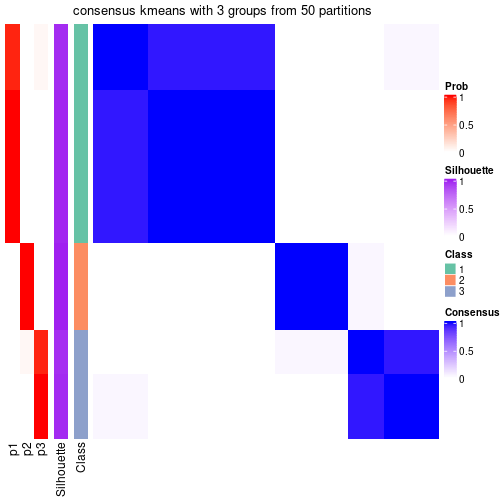 consensus kmeans with 3 groups from 50 partitions
Prob
1
0.5
0
Silhouette
1
0.5
0
Class
1
2
3
Consensus
1
0.5
0
p1
p2
p3
Silhouette
Class